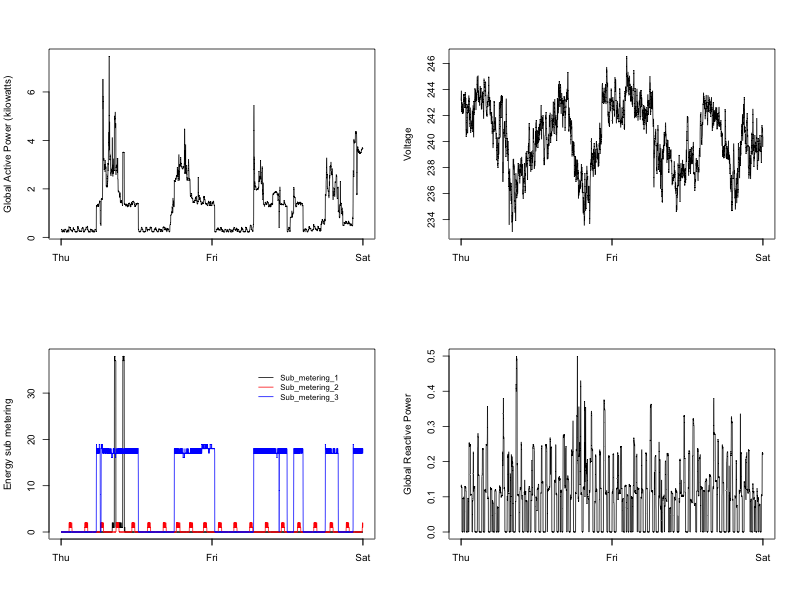 Global Active Power (kilowatts)
0 2 4 6
Thu Fri Sat
Voltage
234 236 238 240 242 244 246
Thu Fri Sat
Energy sub metering
0 10 20 30
Sub_metering_1
Sub_metering_2
Sub_metering_3
Thu Fri Sat
Global Reactive Power
0.0 0.1 0.2 0.3 0.4 0.5
Thu Fri Sat